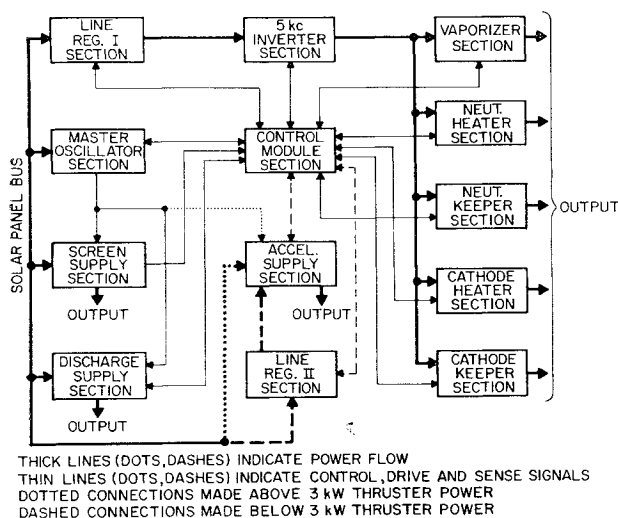 LINE
REG. I
SECTION
5 kc
INVERTER
SECTION
VAPORIZER
SECTION
MASTER
OSCILLATOR
SECTION
CONTROL
MODULE
SECTION
NEUT.
HEATER
SECTION
NEUT.
KEEPER
SECTION
OUTPUT
SOLAR PANEL BUS
SCREEN
SUPPLY
SECTION
OUTPUT
ACCEL.
SUPPLY
SECTION
OUTPUT
CATHODE
HEATER
SECTION
DISCHARGE
SUPPLY
SECTION
OUTPUT
LINE
REG. II
SECTION
CATHODE
KEEPER
SECTION
THICK LINES (DOTS, DASHES) INDICATE POWER FLOW
THIN LINES (DOTS, DASHES) INDICATE CONTROL, DRIVE AND SENSE SIGNALS
DOTTED CONNECTIONS MADE ABOVE 3 kW THRUSTER POWER
DASHED CONNECTIONS MADE BELOW 3 kW THRUSTER POWER